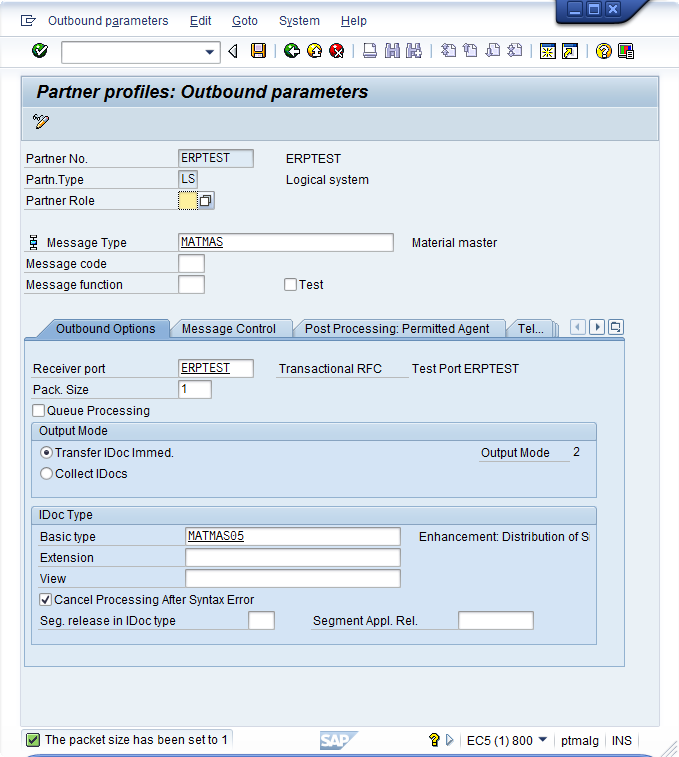 Outbound parameters Edit Goto System Help
Partner profiles: Outbound parameters
Partner No. ERPTEST ERPTEST
Partn.Type LS Logical system
Partner Role
Message Type MATMAS Material master
Message code
Message function Test
Outbound Options Message Control Post Processing: Permitted Agent Tel...
Receiver port ERPTEST Transactional RFC Test Port ERPTEST
Pack. Size 1
Queue Processing
Output Mode
Transfer IDoc Immed. Output Mode 2
Collect IDocs
IDoc Type
Basic type MATMAS05 Enhancement: Distribution of S
Extension
View
Cancel Processing After Syntax Error
Seg. release in IDoc type Segment Appl. Rel.
The packet size has been set to 1 SAP EC5 (1) 800 ptmalg INS